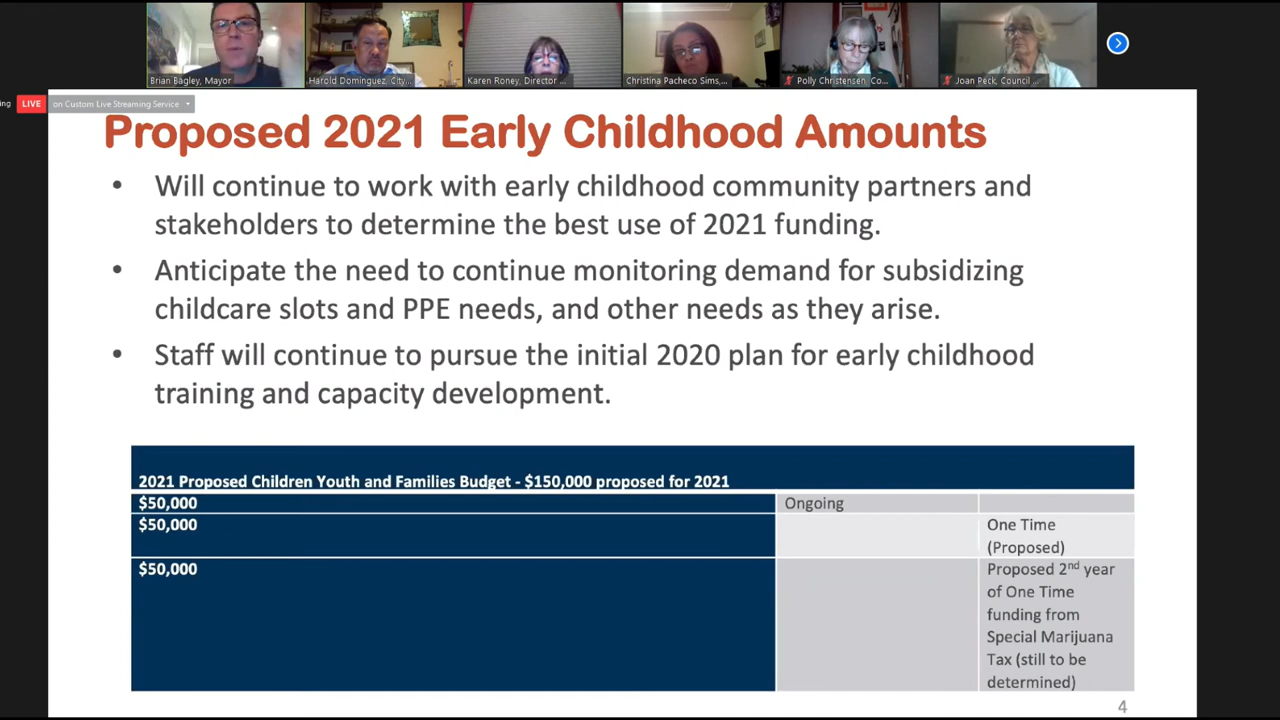 Brian Bagley, Mayor
Harold Dominguez, City...
Karen Roney, Director ...
Christina Pacheco Sims,...
Polly Christensen, Co...
Joan Peck, Council ...
ing LIVE on Custom Live Streaming Service
Proposed 2021 Early Childhood Amounts
• Will continue to work with early childhood community partners and
stakeholders to determine the best use of 2021 funding.
• Anticipate the need to continue monitoring demand for subsidizing
childcare slots and PPE needs, and other needs as they arise.
• Staff will continue to pursue the initial 2020 plan for early childhood
training and capacity development.
2021 Proposed Children Youth and Families Budget - $150,000 proposed for 2021
$50,000 Ongoing
$50,000 One Time
(Proposed)
$50,000 Proposed 2nd year
of One Time
funding from
Special Marijuana
Tax (still to be
determined)
4